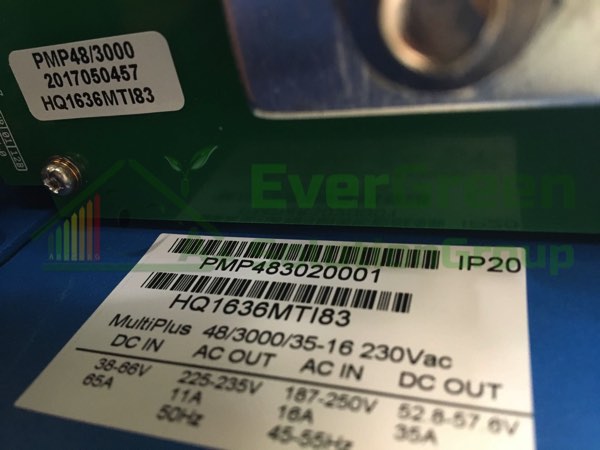 PMP48/3000
2017050457
HQ1636MTI83
EverGreen
Group
PMP483020001 IP20
HQ1636MTI83
MultiPlus 48/3000/35-16 230Vac
DC IN AC OUT AC IN DC OUT
38-66V 225-235V 187-250V 52.8-57.6V
65A 11A 16A 35A
50Hz 45-55Hz